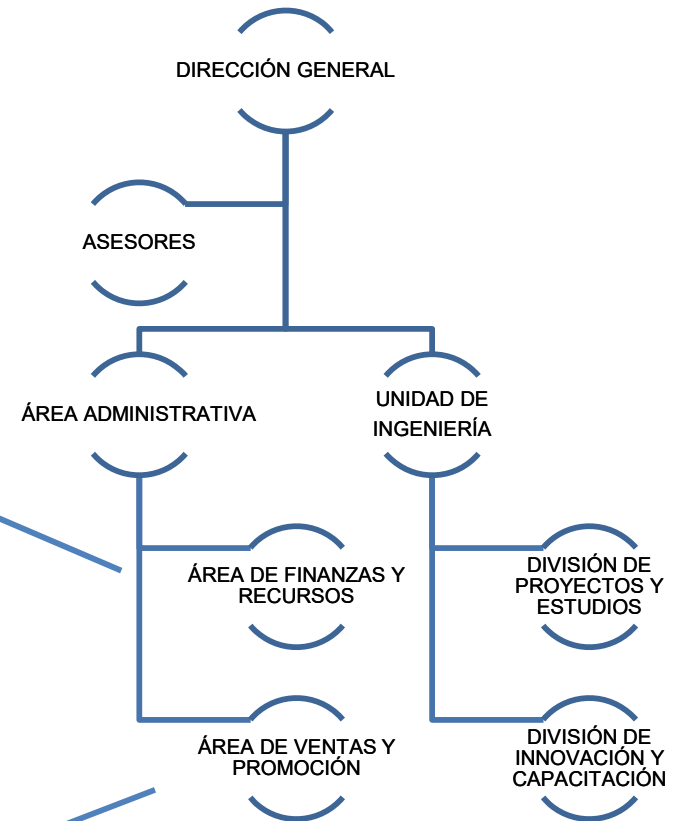 DIRECCIÓN GENERAL
ASESORES
ÁREA ADMINISTRATIVA
UNIDAD DE
INGENIERÍA
ÁREA DE FINANZAS Y
RECURSOS
DIVISIÓN DE
PROYECTOS Y
ESTUDIOS
ÁREA DE VENTAS Y
PROMOCIÓN
DIVISIÓN DE
INNOVACIÓN Y
CAPACITACIÓN